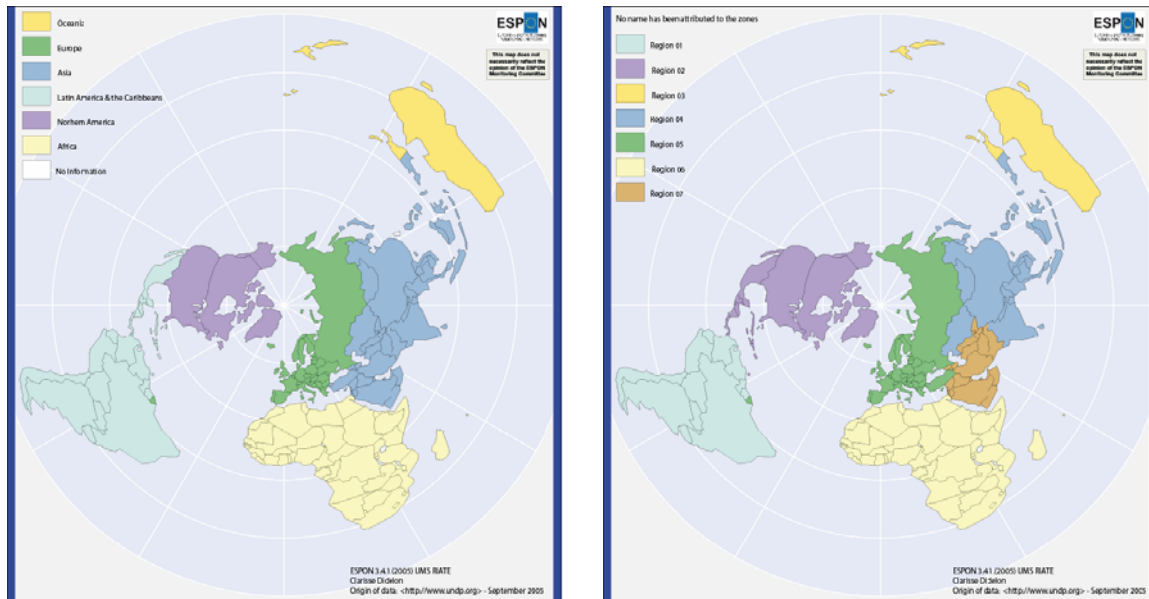 Oceania
Europe
Asia
Latin America & the Caribbeans
Norhern America
Africa
No Information
ESPON
This map does not
necessarily reflect the
opinion of the ESPON
Monitoring Committee
ESPON 3.4.1 (2005) UMS RIATE
Clarisse Didelon
Origin of data: <http://www.undp.org> - September 2005
No name has been attributed to the zones
Region 01
Region 02
Region 03
Region 04
Region 05
Region 06
Region 07
ESPON
This map does not
necessarily reflect the
opinion of the ESPON
Monitoring Committee
ESPON 3.4.1 (2005) UMS RIATE
Clarisse Didelon
Origin of data: <http://www.undp.org> - September 2005